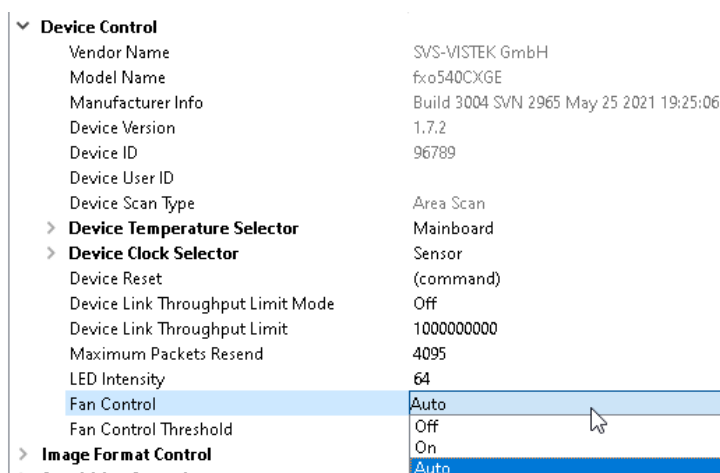 Device Control
Vendor Name SVS-VISTEK GmbH
Model Name fxo540CXGE
Manufacturer Info Build 3004 SVN 2965 May 25 2021 19:25:06
Device Version 1.7.2
Device ID 96789
Device User ID
Device Scan Type Area Scan
Device Temperature Selector Mainboard
Device Clock Selector Sensor
Device Reset (command)
Device Link Throughput Limit Mode Off
Device Link Throughput Limit 1000000000
Maximum Packets Resend 4095
LED Intensity 64
Fan Control Auto
Fan Control Threshold Off
On
Image Format Control
Auto